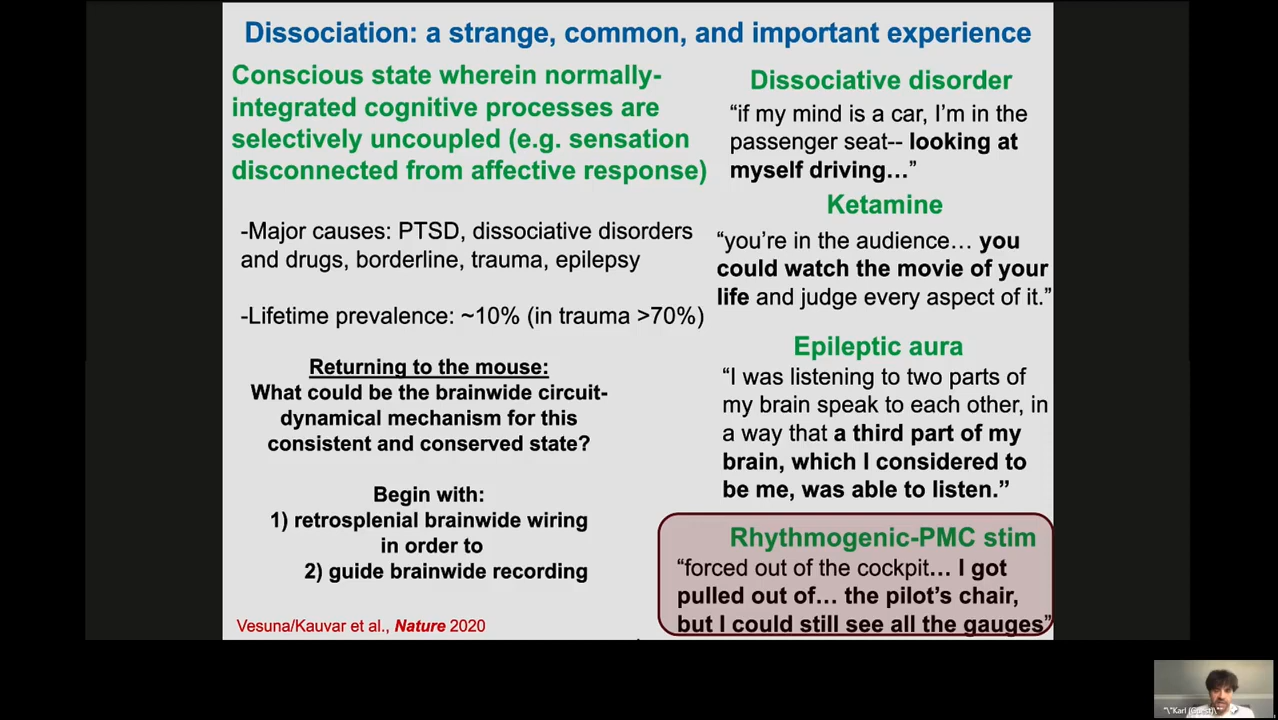 Dissociation: a strange, common, and important experience
Conscious state wherein normally-
integrated cognitive processes are
selectively uncoupled (e.g. sensation
disconnected from affective response)
-Major causes: PTSD, dissociative disorders
and drugs, borderline, trauma, epilepsy
-Lifetime prevalence: ~10% (in trauma >70%)
Returning to the mouse:
What could be the brainwide circuit-
dynamical mechanism for this
consistent and conserved state?
Begin with:
1) retrosplenial brainwide wiring
in order to
2) guide brainwide recording
Vesuna/Kauvar et al., Nature 2020
Dissociative disorder
“if my mind is a car, I’m in the
passenger seat-- looking at
myself driving…”
Ketamine
“you’re in the audience… you
could watch the movie of your
life and judge every aspect of it.”
Epileptic aura
“I was listening to two parts of
my brain speak to each other, in
a way that a third part of my
brain, which I considered to
be me, was able to listen.”
Rhythmogenic-PMC stim
“forced out of the cockpit… I got
pulled out of… the pilot’s chair,
but I could still see all the gauges”
"\"Karl (Guest)\"